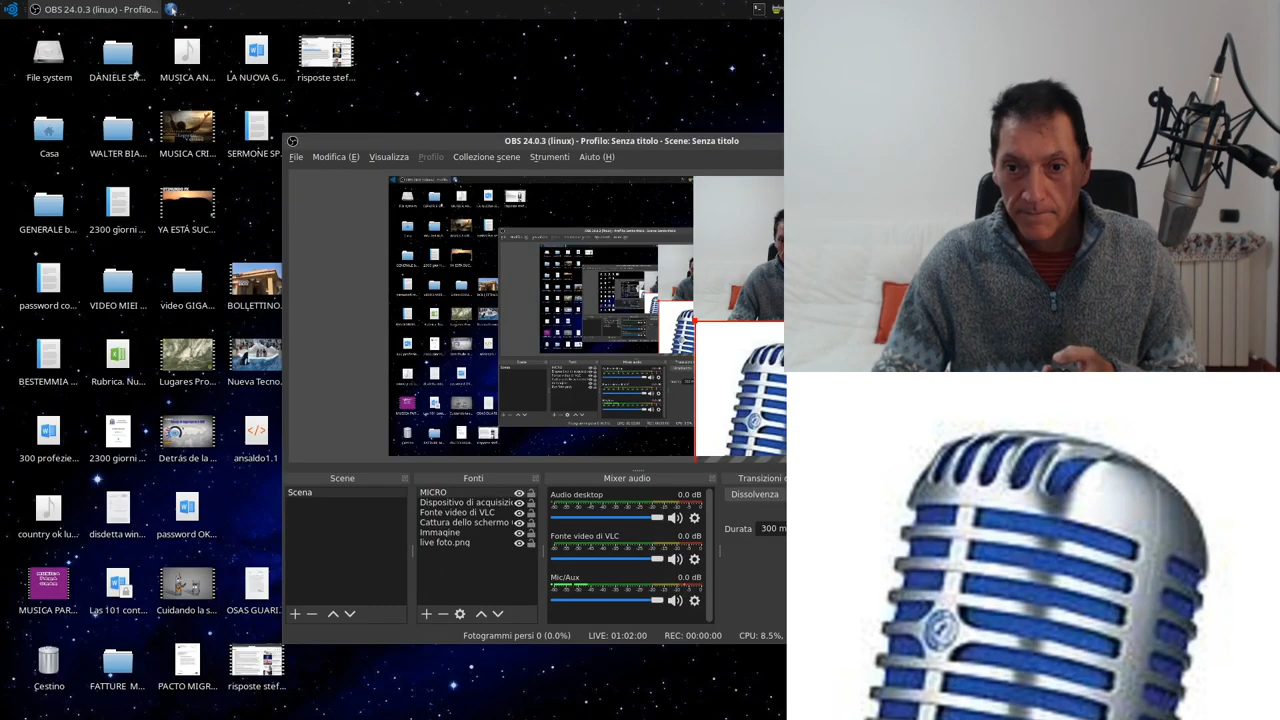 OBS 24.0.3 (linux) - Profilo...
File system
DANIELE SA...
MUSICA AN...
LA NUOVA G...
risposte stef...
Casa
WALTER BIA...
MUSICA CRI...
SERMONE SP...
GENERALE b...
2300 giorni ...
YA ESTÁ SUC...
password co...
VIDEO MIEI ...
video GIGA...
BOLLETTINO...
BESTEMMIA ...
Rubrica. Nu...
Lugares Pro...
Nueva Tecno...
300 profezie...
2300 giorni ...
Detrás de la ...
ansaldo1.1
country ok lu...
disdetta win...
password OK...
MUSICA PAR...
Las 101 cont...
Cuidando la s...
OSAS GUARI...
Cestino
FATTURE M...
PACTO MIGR...
risposte stef...
OBS 24.0.3 (linux) - Profilo: Senza titolo - Scene: Senza titolo
File Modifica (E) Visualizza Profilo Collezione scene Strumenti Aiuto (H)
Scene
Scena
Fonti
MICRO
Dispositivo di acquisizi
Fonte video di VLC
Cattura dello schermo
Immagine
live foto.png
Mixer audio
Audio desktop 0.0 dB
Fonte video di VLC 0.0 dB
Mic/Aux 0.0 dB
Transizioni
Dissolvenza
Durata 300 m
Fotogrammi persi 0 (0.0%) LIVE: 01:02:00 REC: 00:00:00 CPU: 8.5%,